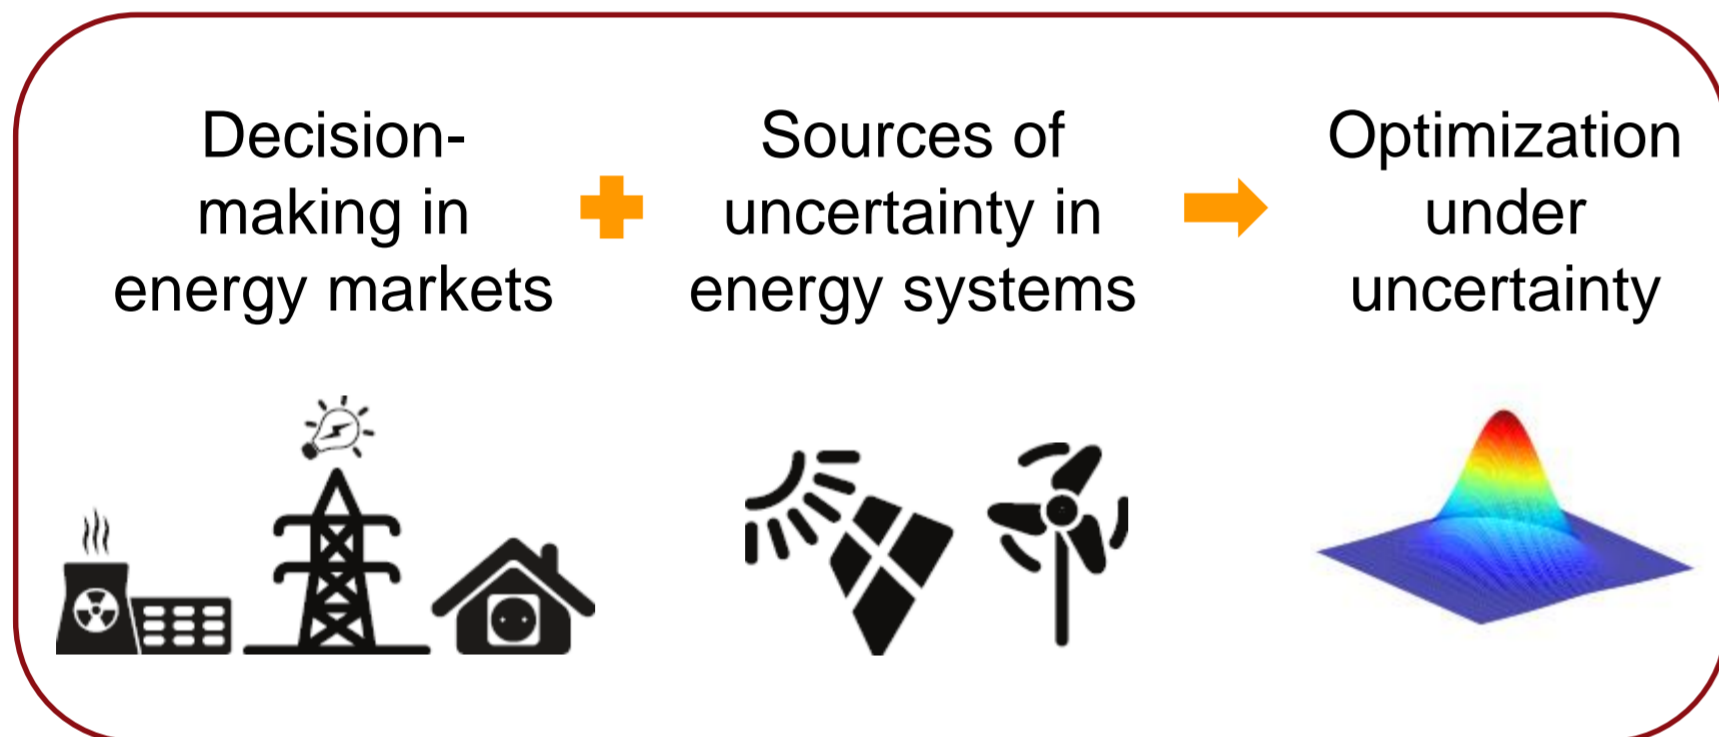 Decision-
making in
energy markets
Sources of
uncertainty in
energy systems
Optimization
under
uncertainty